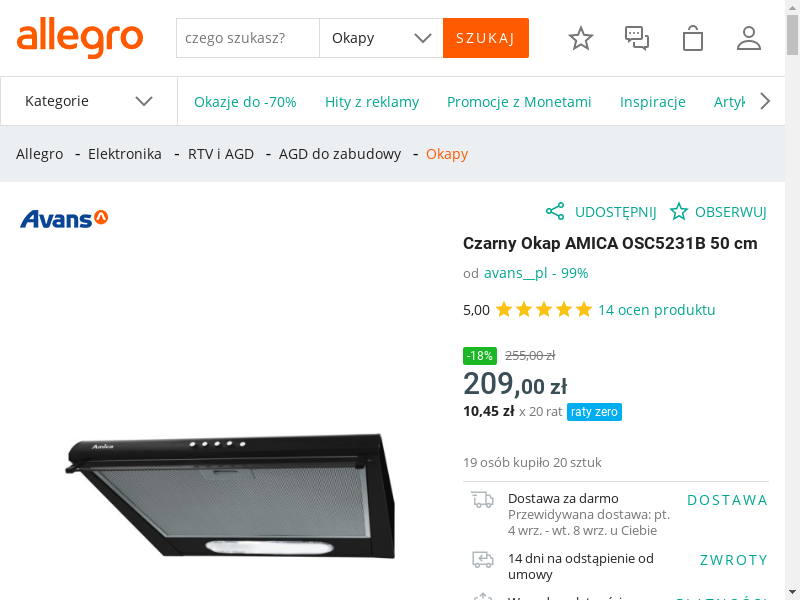 allegro
czego szukasz?
Okapy
SZUKAJ
Kategorie
Okazje do -70%
Hity z reklamy
Promocje z Monetami
Inspiracje
Artyk
Allegro - Elektronika - RTV i AGD - AGD do zabudowy - Okapy
Avans
UDOSTĘPNIJ
OBSERWUJ
Czarny Okap AMICA OSC5231B 50 cm
od avans__pl - 99%
5,00
14 ocen produktu
-18% 255,00 zł
209,00 zł
10,45 zł x 20 rat raty zero
Amica
19 osób kupiło 20 sztuk
Dostawa za darmo
DOSTAWA
Przewidywana dostawa: pt.
4 wrz. - wt. 8 wrz. u Ciebie
14 dni na odstąpienie od
umowy
ZWROTY